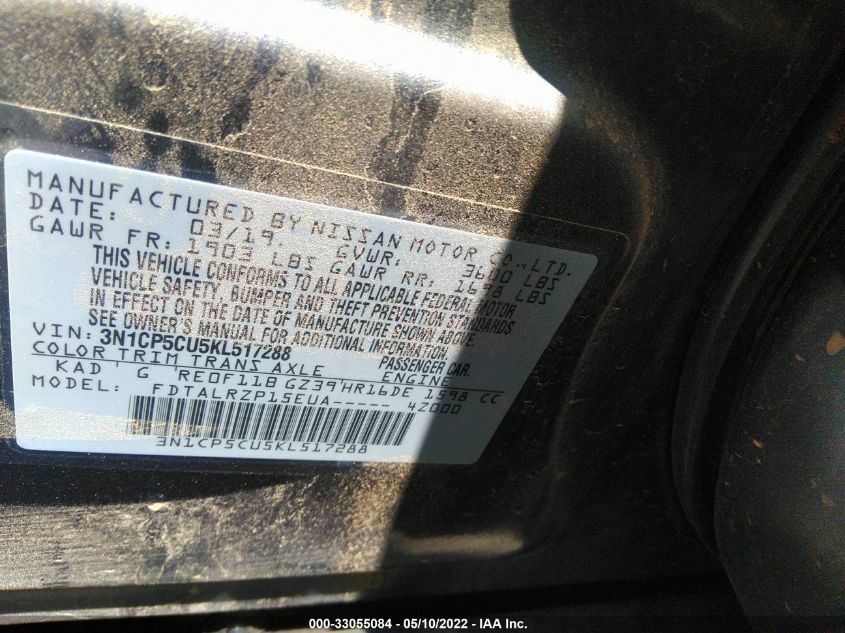 MANUFACTURED BY NISSAN MOTOR CO., LTD.
DATE: 03/19. GVWR: 3600 LBS
GAWR FR: 1903 LBS GAWR RR: 1698 LBS
THIS VEHICLE CONFORMS TO ALL APPLICABLE FEDERAL MOTOR
VEHICLE SAFETY, BUMPER AND THEFT PREVENTION STANDARDS
IN EFFECT ON THE DATE OF MANUFACTURE SHOWN ABOVE.
SEE OWNER'S MANUAL FOR ADDITIONAL INFORMATION.
VIN: 3N1CP5CU5KL517288 PASSENGER CAR
COLOR TRIM TRANS AXLE ENGINE
KAD G RE0F11B GZ39 HR16DE 1598 CC
MODEL: FDTALRZP15EUA----- 42000
3N1CP5CU5KL517288
000-33055084 - 05/10/2022 - IAA Inc.